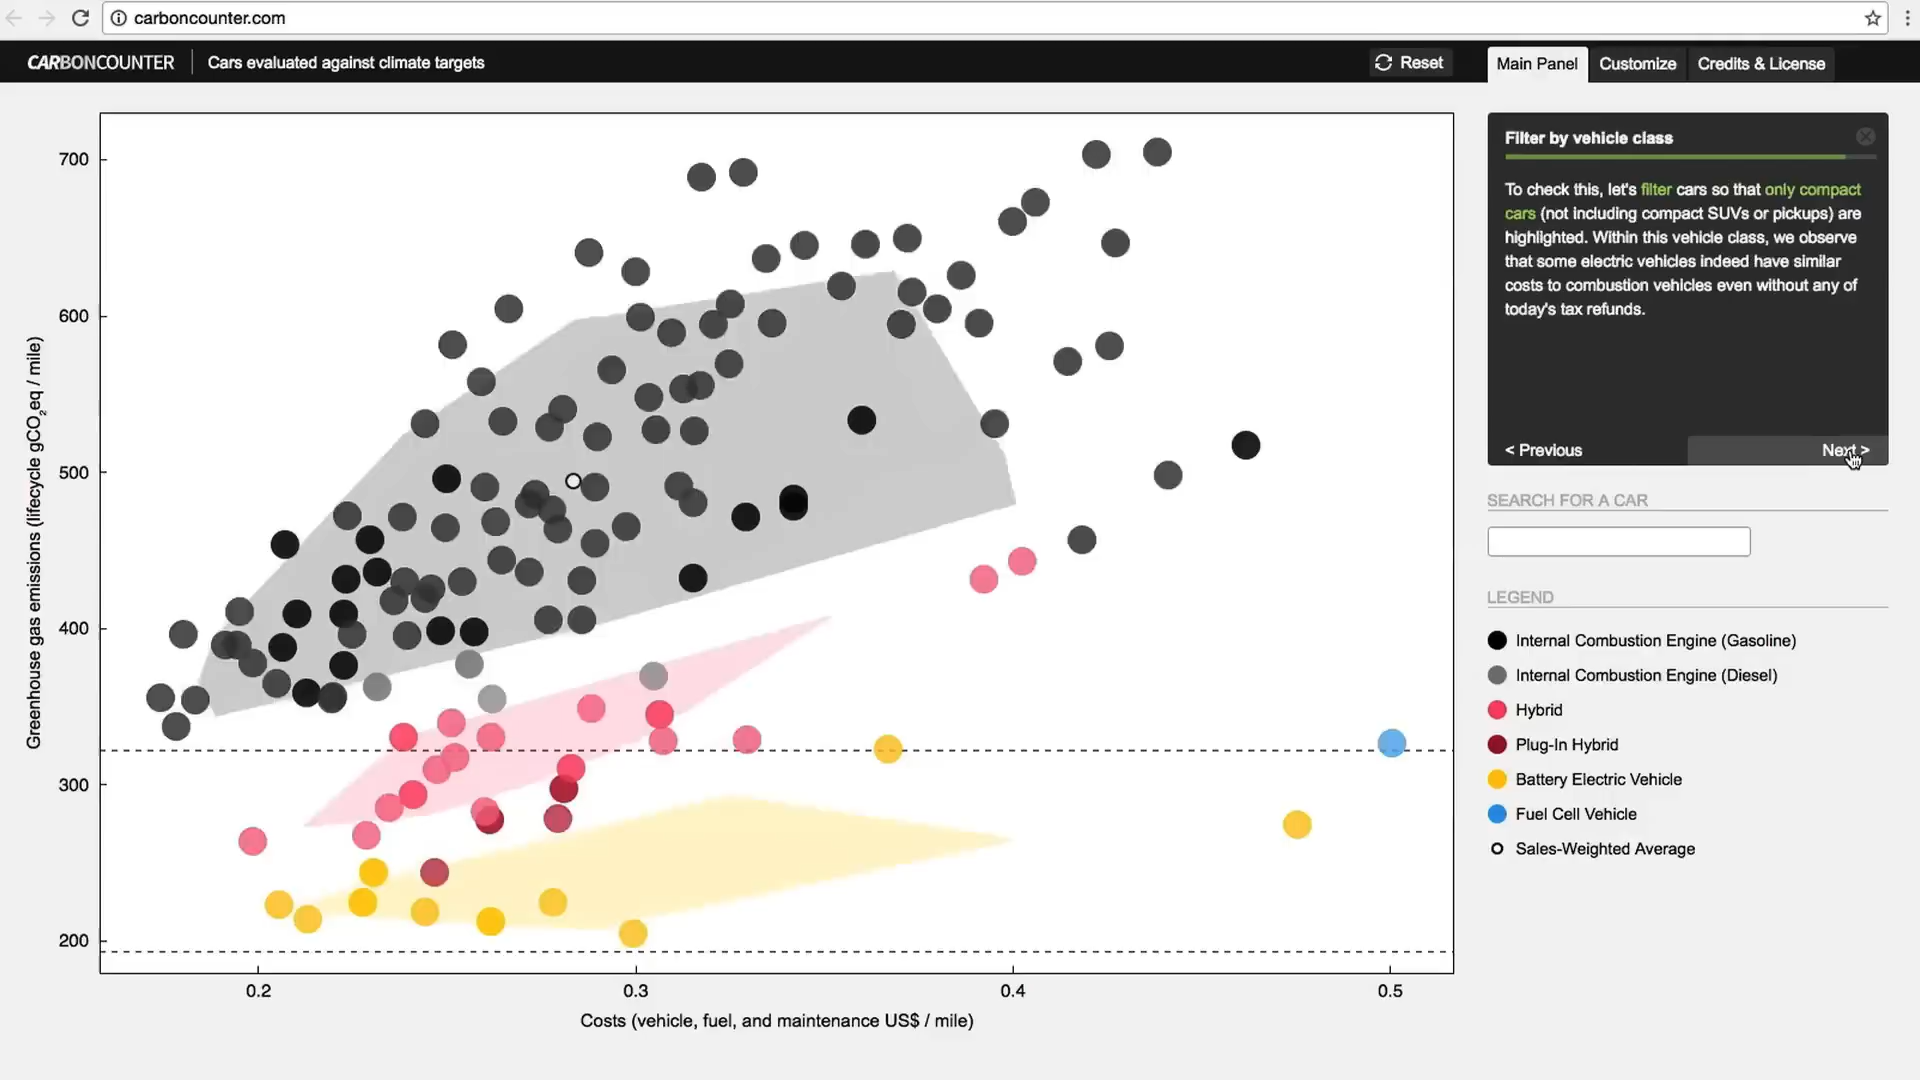 carboncounter.com
CARBONCOUNTER
Cars evaluated against climate targets
Reset
Main Panel
Customize
Credits & License
Filter by vehicle class
To check this, let's filter cars so that only compact
cars (not including compact SUVs or pickups) are
highlighted. Within this vehicle class, we observe
that some electric vehicles indeed have similar
costs to combustion vehicles even without any of
today's tax refunds.
< Previous
Next >
SEARCH FOR A CAR
LEGEND
Internal Combustion Engine (Gasoline)
Internal Combustion Engine (Diesel)
Hybrid
Plug-In Hybrid
Battery Electric Vehicle
Fuel Cell Vehicle
Sales-Weighted Average
Greenhouse gas emissions (lifecycle gCO₂eq / mile)
700
600
500
400
300
200
0.2
0.3
0.4
0.5
Costs (vehicle, fuel, and maintenance US$ / mile)